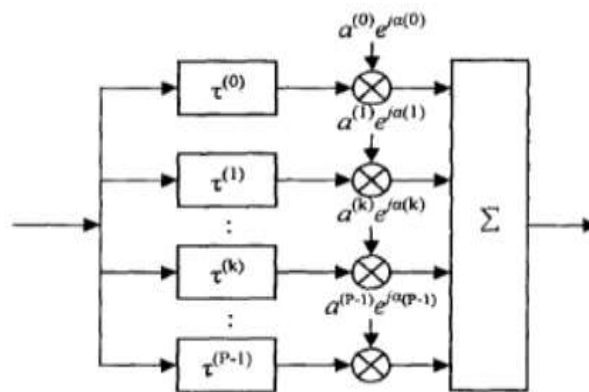 a^(0) e^jα(0)
τ^(0)
a^(1) e^jα(1)
τ^(1)
:
a^(k) e^jα(k)
Σ
τ^(k)
:
a^(P-1) e^jα(P-1)
τ^(P-1)